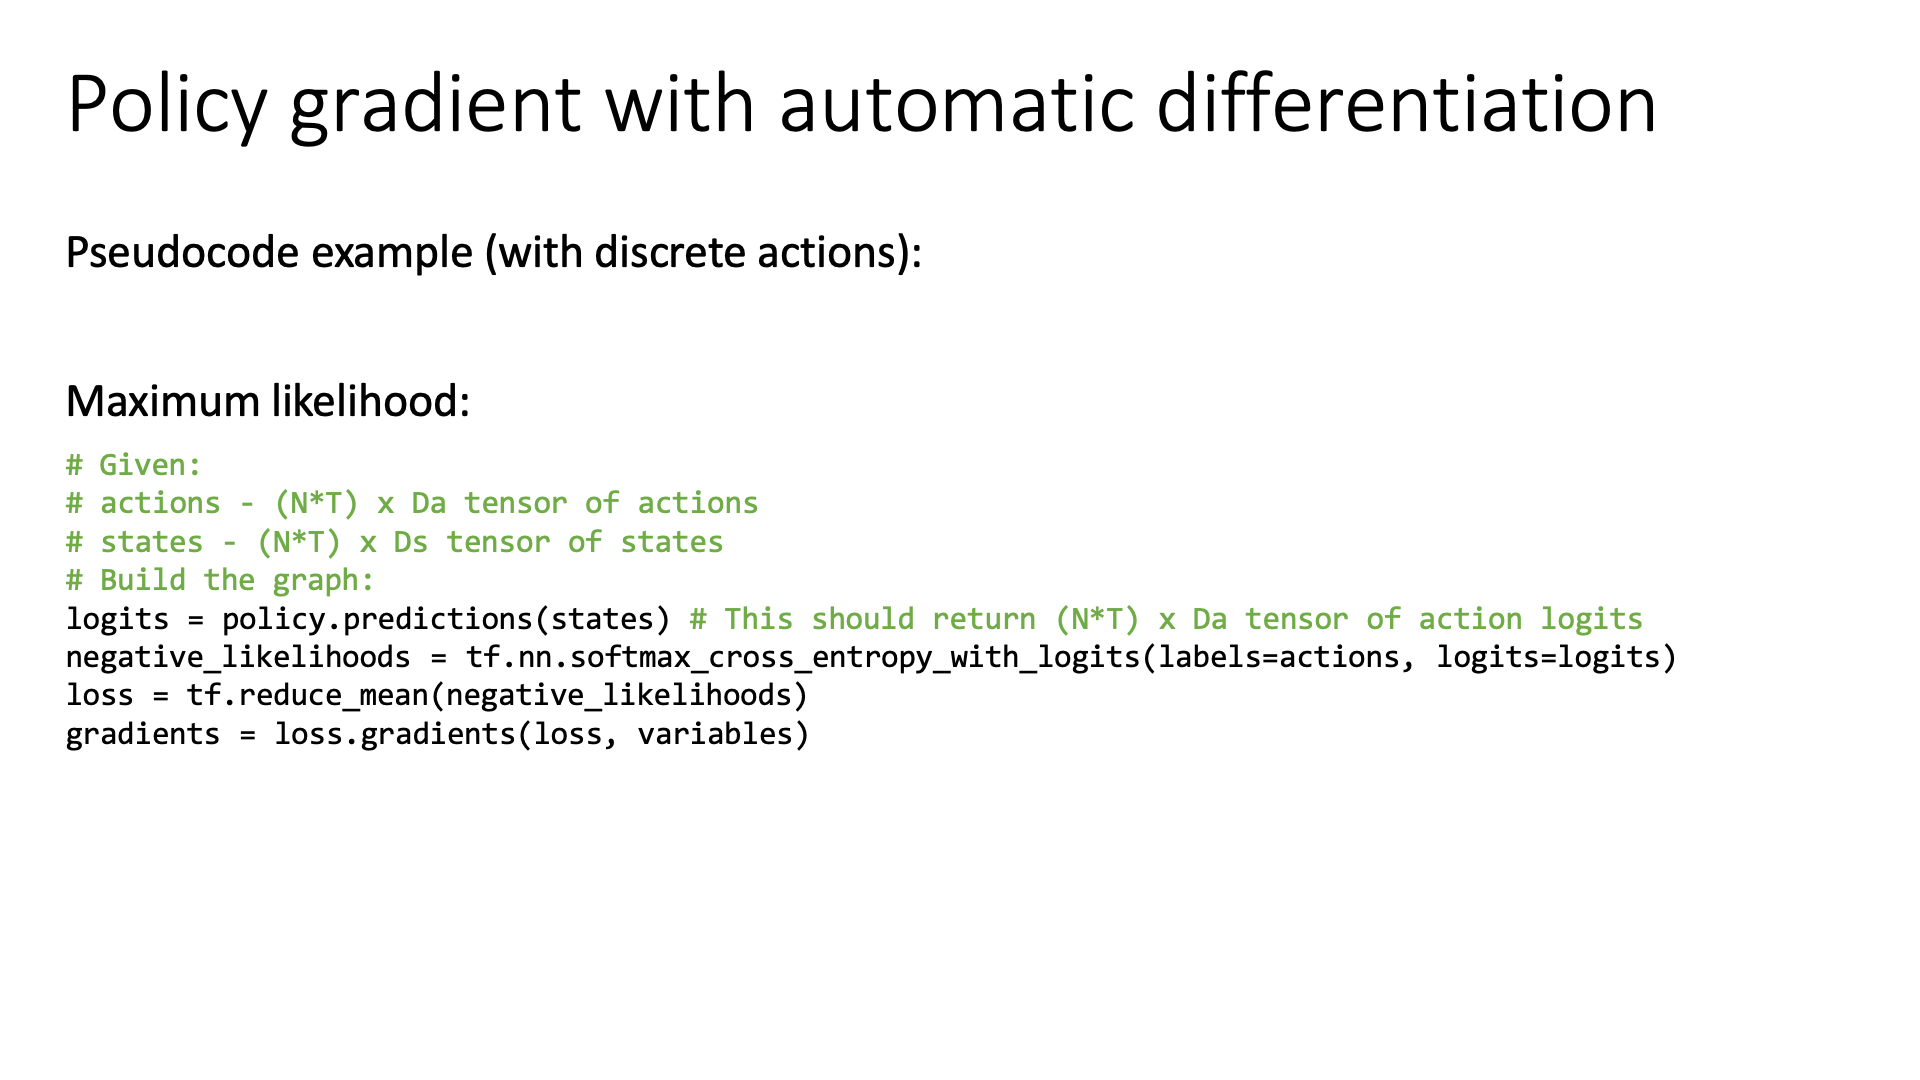 Policy gradient with automatic differentiation
Pseudocode example (with discrete actions):
Maximum likelihood:
# Given:
# actions - (N*T) x Da tensor of actions
# states - (N*T) x Ds tensor of states
# Build the graph:
logits = policy.predictions(states) # This should return (N*T) x Da tensor of action logits
negative_likelihoods = tf.nn.softmax_cross_entropy_with_logits(labels=actions, logits=logits)
loss = tf.reduce_mean(negative_likelihoods)
gradients = loss.gradients(loss, variables)